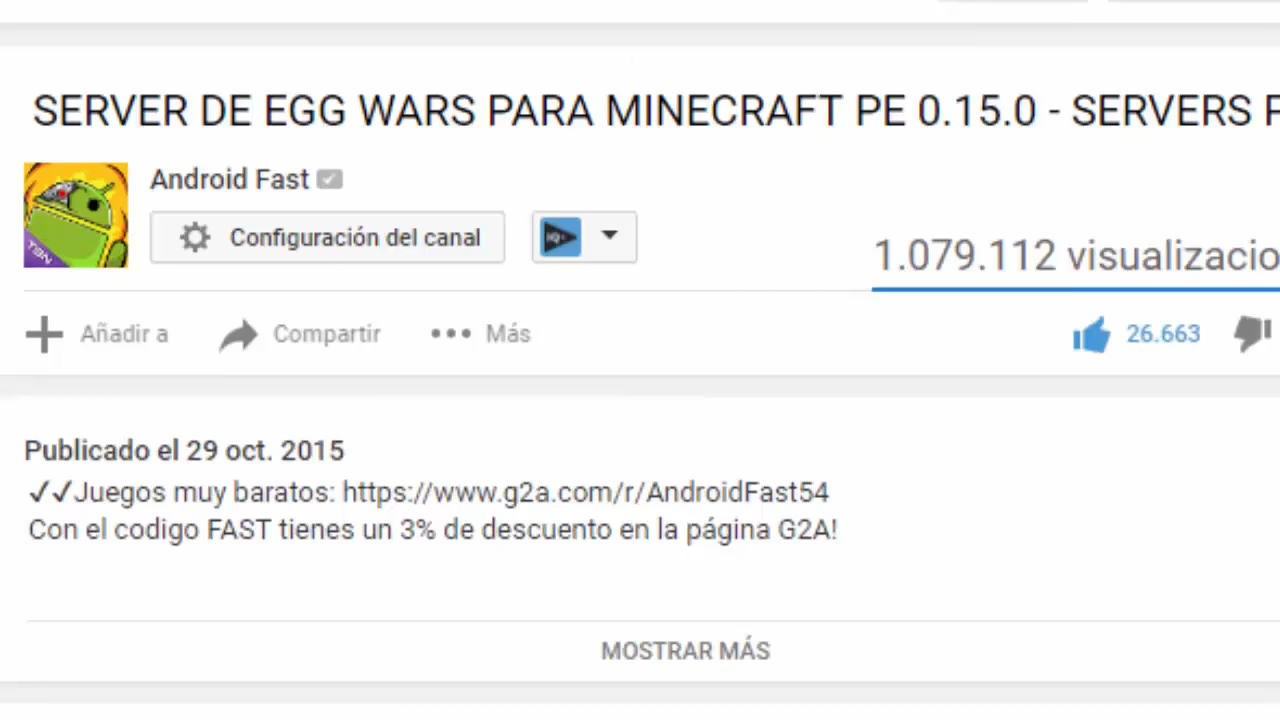 SERVER DE EGG WARS PARA MINECRAFT PE 0.15.0 - SERVERS
Android Fast
TBN
Configuración del canal
1.079.112 visualizacio
Añadir a Compartir Más
26.663
Publicado el 29 oct. 2015
✓✓Juegos muy baratos: https://www.g2a.com/r/AndroidFast54
Con el codigo FAST tienes un 3% de descuento en la página G2A!
MOSTRAR MÁS